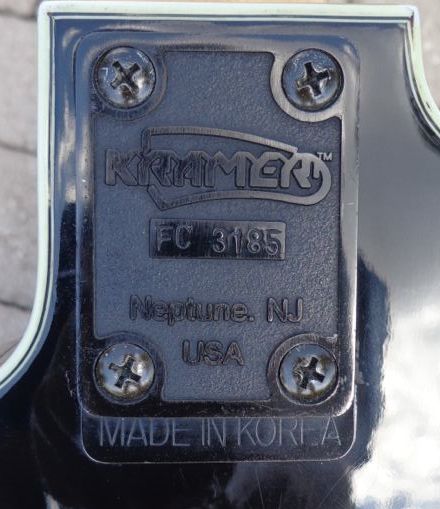 KRAMER™
FC 3185
Neptune. NJ
USA
MADE IN KOREA